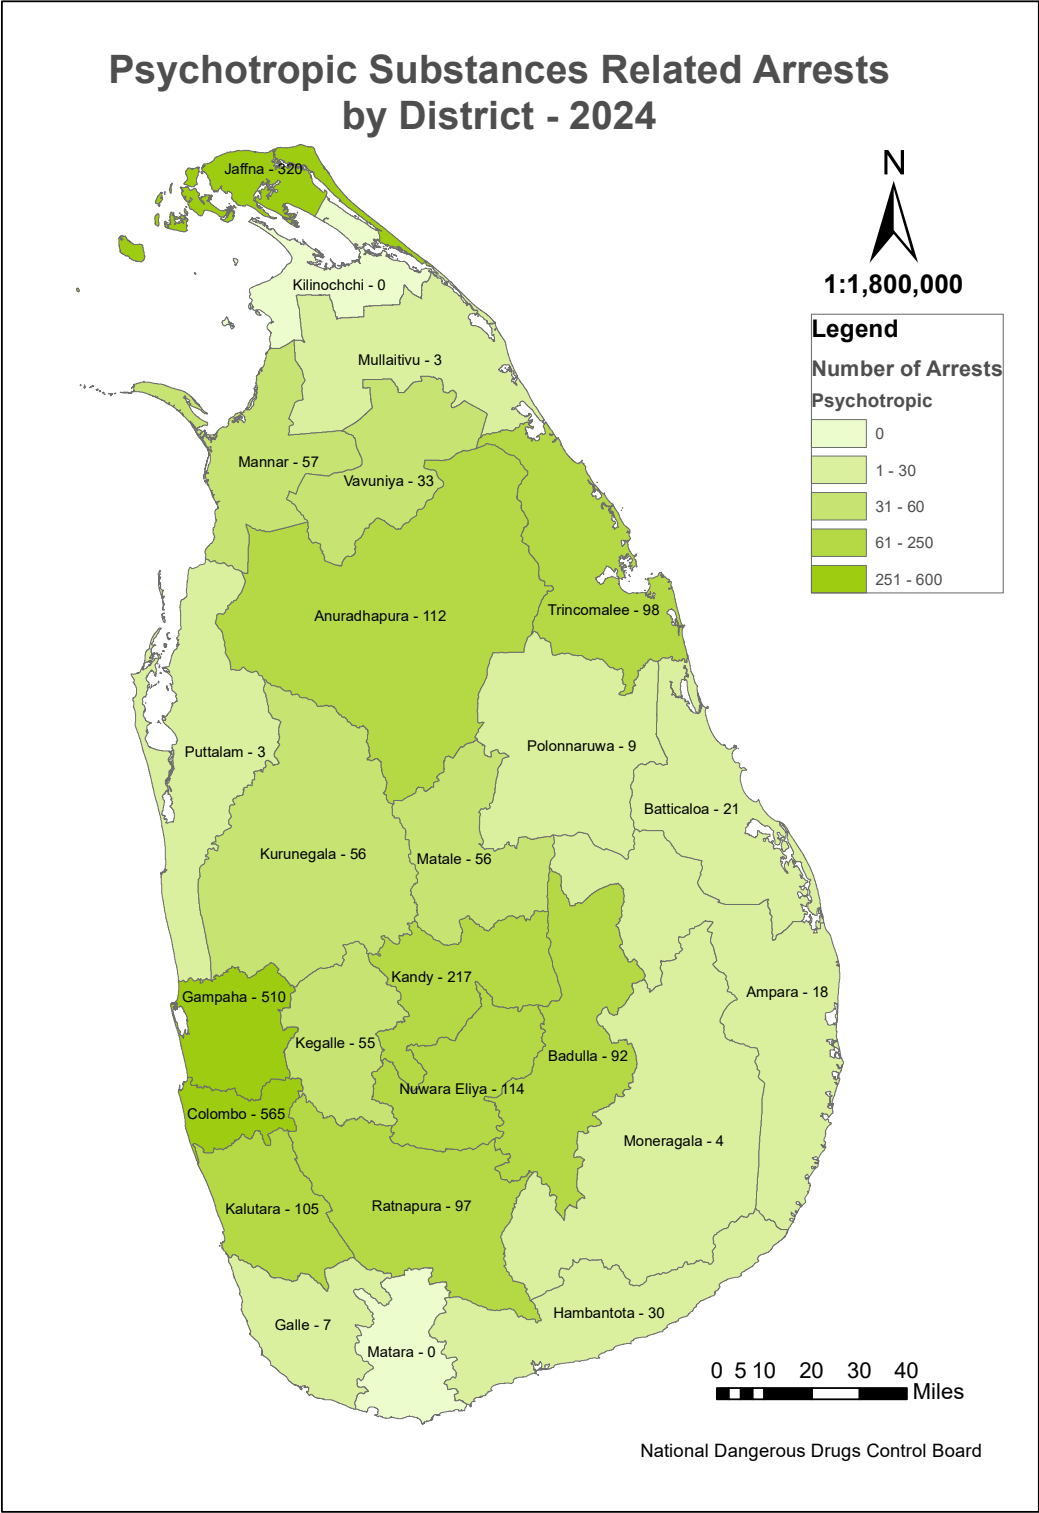 Psychotropic Substances Related Arrests
by District - 2024
N
1:1,800,000
Legend
Number of Arrests
Psychotropic
0
1 - 30
31 - 60
61 - 250
251 - 600
Jaffna - 320
Kilinochchi - 0
Mullaitivu - 3
Mannar - 57
Vavuniya - 33
Anuradhapura - 112
Trincomalee - 98
Puttalam - 3
Polonnaruwa - 9
Batticaloa - 21
Kurunegala - 56
Matale - 56
Kandy - 217
Ampara - 18
Gampaha - 510
Kegalle - 55
Badulla - 92
Nuwara Eliya - 114
Colombo - 565
Moneragala - 4
Kalutara - 105
Ratnapura - 97
Hambantota - 30
Galle - 7
Matara - 0
0 5 10 20 30 40
Miles
National Dangerous Drugs Control Board